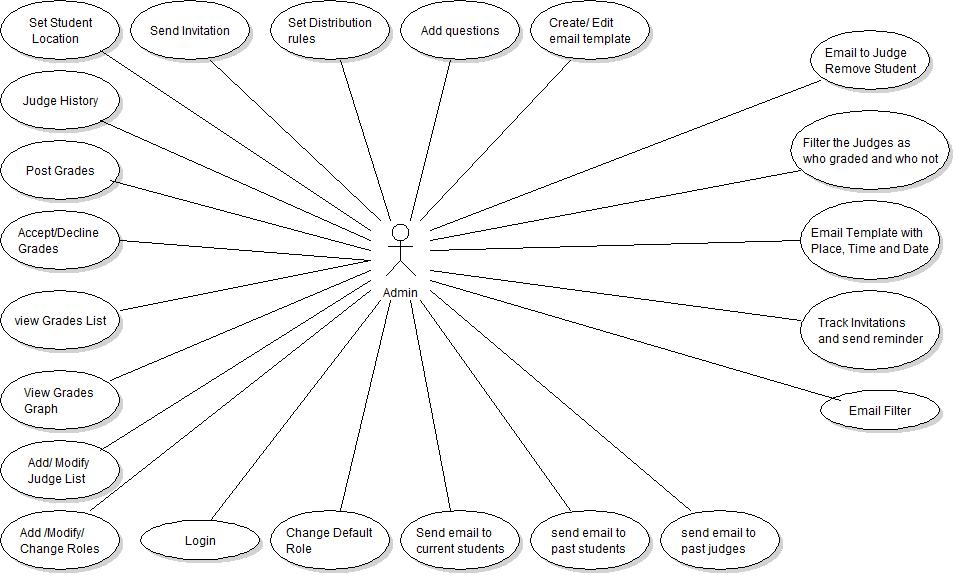 Set Student
Location
Send Invitation
Set Distribution
rules
Add questions
Create/ Edit
email template
Email to Judge
Remove Student
Judge History
Filter the Judges as
who graded and who not
Post Grades
Accept/Decline
Grades
Email Template with
Place, Time and Date
Admin
view Grades List
Track Invitations
and send reminder
View Grades
Graph
Email Filter
Add/ Modify
Judge List
Add /Modify/
Change Roles
Login
Change Default
Role
Send email to
current students
send email to
past students
send email to
past judges